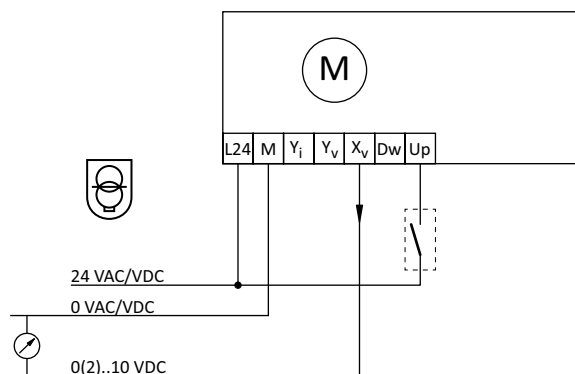 M
L24 M Yi Yv Xv Dw Up
24 VAC/VDC
0 VAC/VDC
0(2)..10 VDC